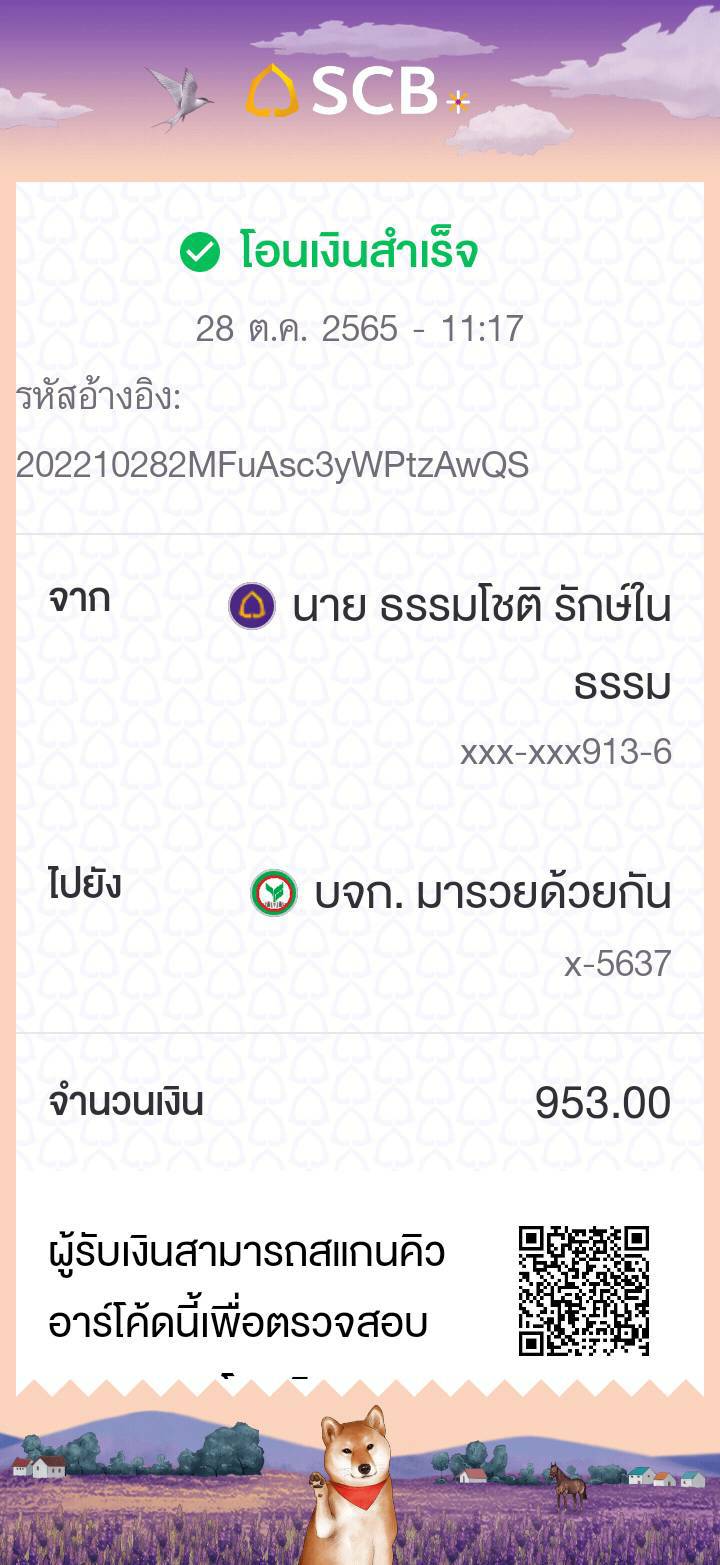 SCB
โอนเงินสำเร็จ
28 ต.ค. 2565 - 11:17
รหัสอ้างอิง:
202210282MFuAsc3yWPtzAwQS
จาก นาย ธรรมโชติ รักษ์ใน
ธรรม
xxx-xxx913-6
ไปยัง บจก. มารวยด้วยกัน
x-5637
จำนวนเงิน 953.00
ผู้รับเงินสามารถสแกนคิว
อาร์โค้ดนี้เพื่อตรวจสอบ